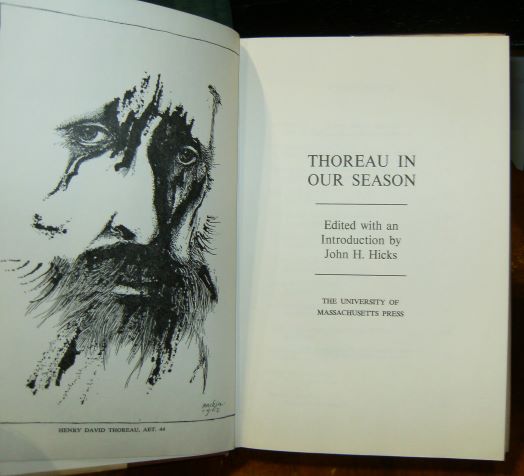 HENRY DAVID THOREAU, AET. 44
THOREAU IN
OUR SEASON
Edited with an
Introduction by
John H. Hicks
THE UNIVERSITY OF
MASSACHUSETTS PRESS